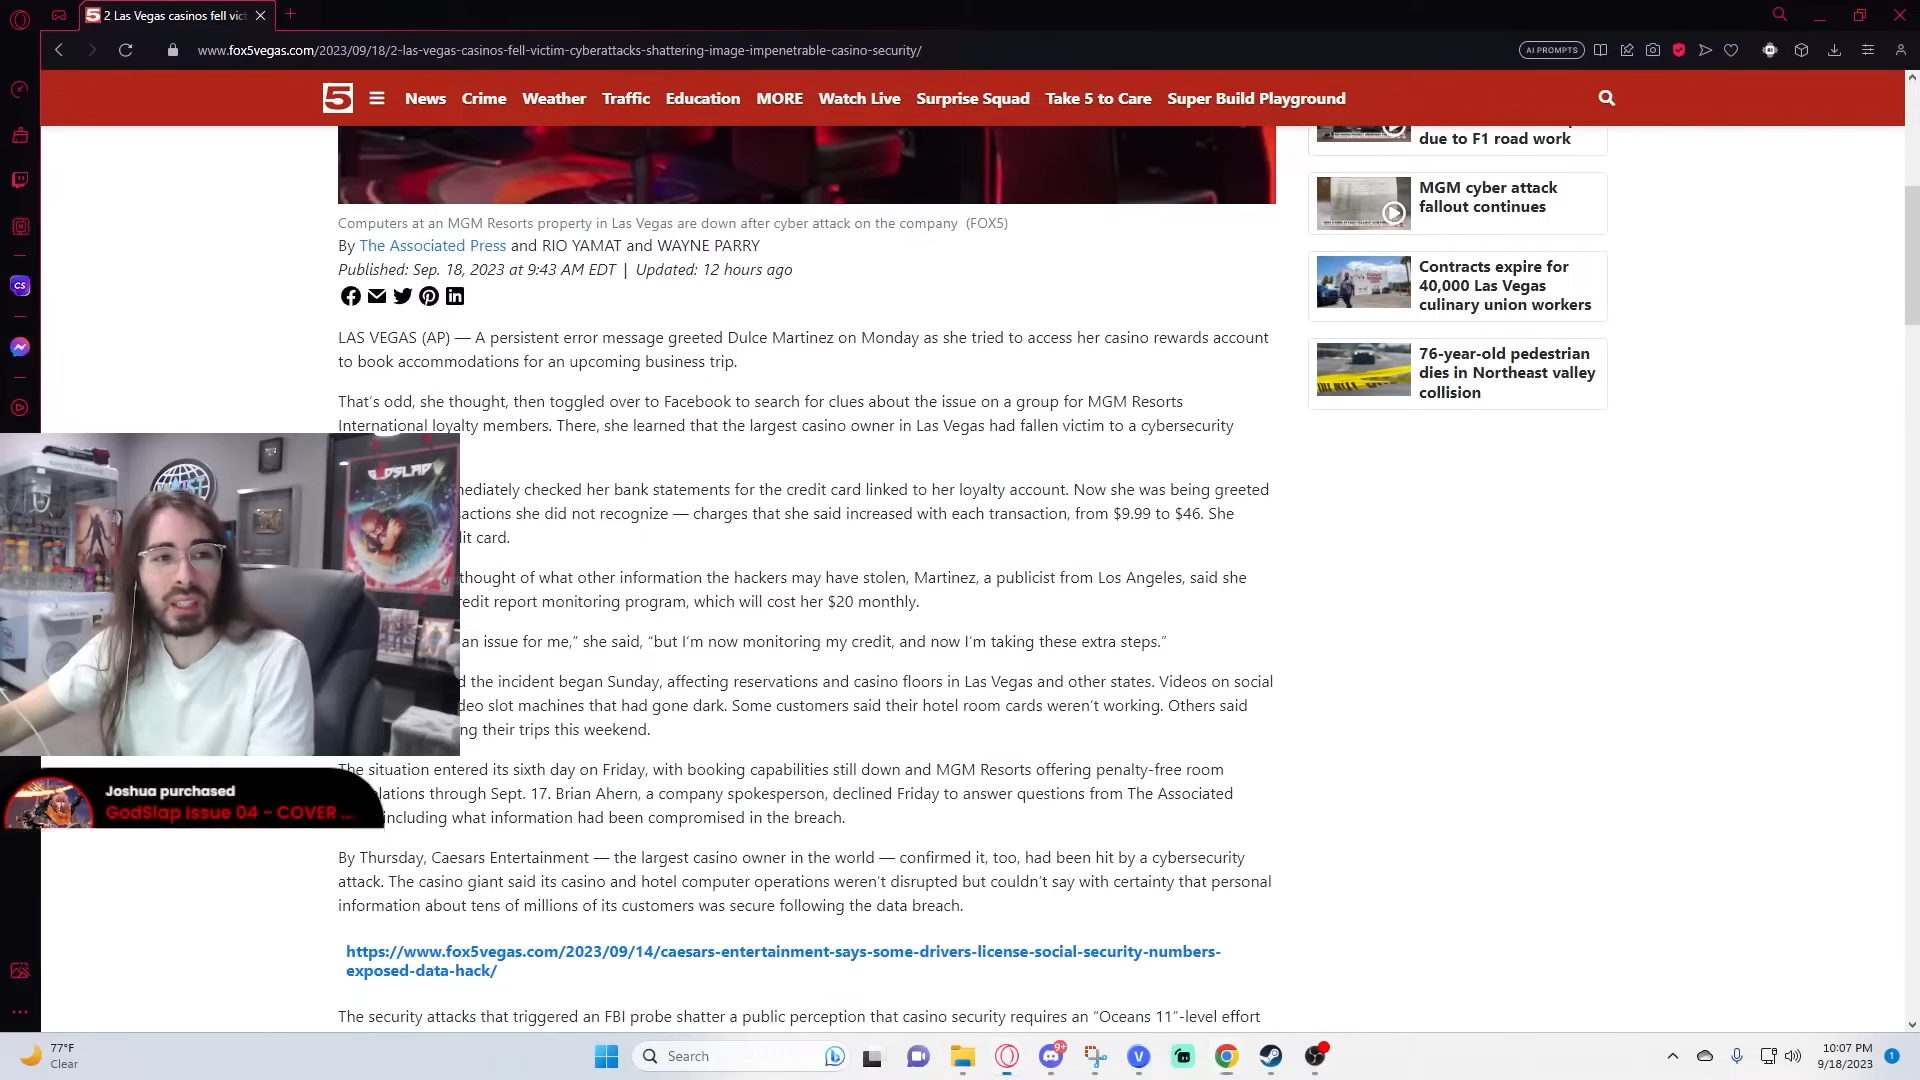 5 2 Las Vegas casinos fell vict
www.fox5vegas.com/2023/09/18/2-las-vegas-casinos-fell-victim-cyberattacks-shattering-image-impenetrable-casino-security/
AI PROMPTS
5 News Crime Weather Traffic Education MORE Watch Live Surprise Squad Take 5 to Care Super Build Playground
due to F1 road work
MGM cyber attack
fallout continues
Contracts expire for
40,000 Las Vegas
culinary union workers
76-year-old pedestrian
dies in Northeast valley
collision
Computers at an MGM Resorts property in Las Vegas are down after cyber attack on the company (FOX5)
By The Associated Press and RIO YAMAT and WAYNE PARRY
Published: Sep. 18, 2023 at 9:43 AM EDT | Updated: 12 hours ago
LAS VEGAS (AP) — A persistent error message greeted Dulce Martinez on Monday as she tried to access her casino rewards account
to book accommodations for an upcoming business trip.
That’s odd, she thought, then toggled over to Facebook to search for clues about the issue on a group for MGM Resorts
International loyalty members. There, she learned that the largest casino owner in Las Vegas had fallen victim to a cybersecurity
mediately checked her bank statements for the credit card linked to her loyalty account. Now she was being greeted
actions she did not recognize — charges that she said increased with each transaction, from $9.99 to $46. She
dit card.
thought of what other information the hackers may have stolen, Martinez, a publicist from Los Angeles, said she
redit report monitoring program, which will cost her $20 monthly.
an issue for me,” she said, “but I’m now monitoring my credit, and now I’m taking these extra steps.”
d the incident began Sunday, affecting reservations and casino floors in Las Vegas and other states. Videos on social
deo slot machines that had gone dark. Some customers said their hotel room cards weren’t working. Others said
ng their trips this weekend.
The situation entered its sixth day on Friday, with booking capabilities still down and MGM Resorts offering penalty-free room
lations through Sept. 17. Brian Ahern, a company spokesperson, declined Friday to answer questions from The Associated
including what information had been compromised in the breach.
By Thursday, Caesars Entertainment — the largest casino owner in the world — confirmed it, too, had been hit by a cybersecurity
attack. The casino giant said its casino and hotel computer operations weren’t disrupted but couldn’t say with certainty that personal
information about tens of millions of its customers was secure following the data breach.
https://www.fox5vegas.com/2023/09/14/caesars-entertainment-says-some-drivers-license-social-security-numbers-
exposed-data-hack/
The security attacks that triggered an FBI probe shatter a public perception that casino security requires an “Oceans 11”-level effort
CS
GODSLAP
MOIST
Joshua purchased
GodSlap Issue 04 - COVER ...
77°F
Clear
Search
9+
10:07 PM
9/18/2023
1